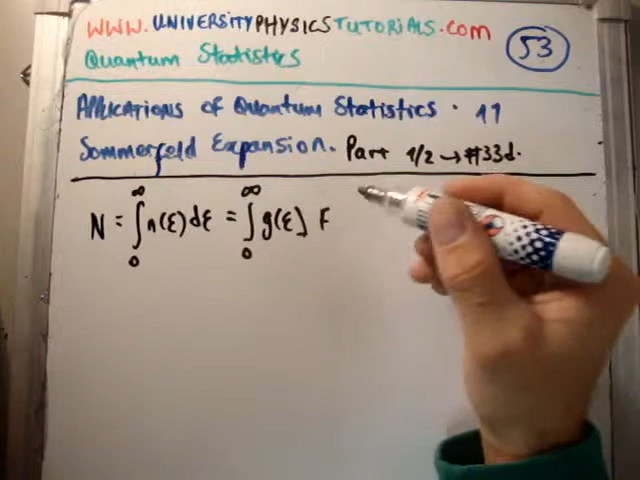 WWW.UNIVERSITYPHYSICSTUTORIALS.COM
53
Quantum Statistics
Applications of Quantum Statistics. 11
Sommerfeld Expansion. Part 1/2 → #33d.
N = ∫₀^∞ n(ε)dε = ∫₀^∞ g(ε) F